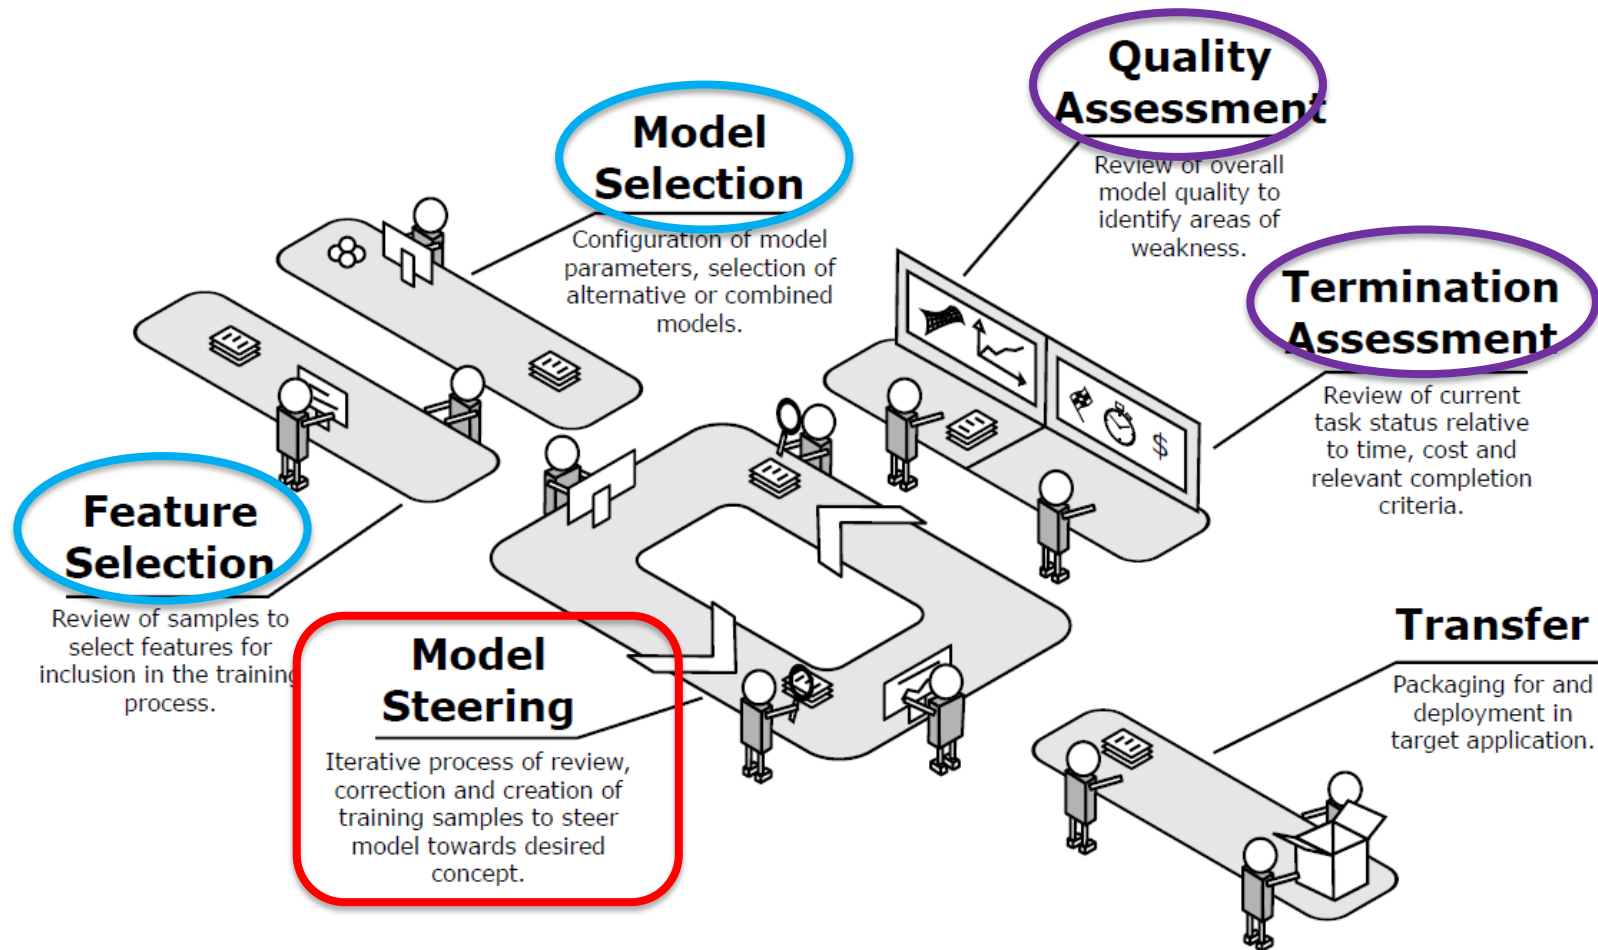 Quality
Assessment
Review of overall
model quality to
identify areas of
weakness.
Model
Selection
Configuration of model
parameters, selection of
alternative or combined
models.
Termination
Assessment
Review of current
task status relative
to time, cost and
relevant completion
criteria.
$
Feature
Selection
Review of samples to
select features for
inclusion in the training
process.
Model
Steering
Iterative process of review,
correction and creation of
training samples to steer
model towards desired
concept.
Transfer
Packaging for and
deployment in
target application.